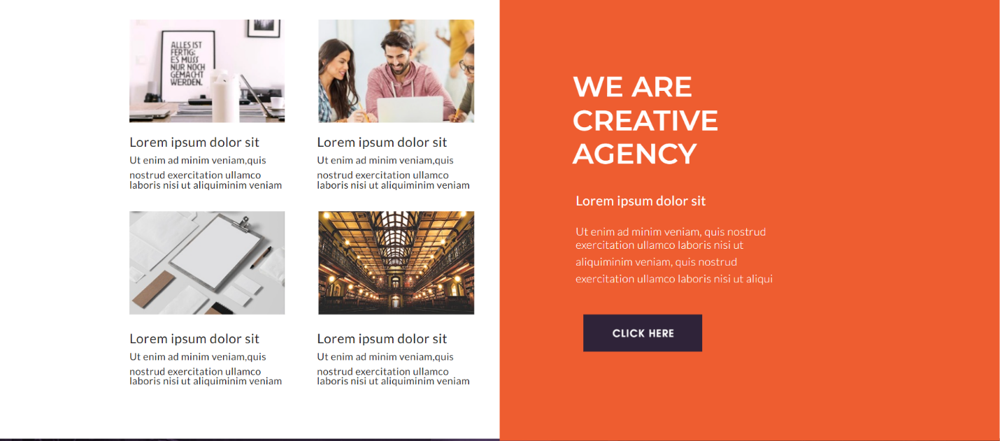 ALLES IST
FERTIG:
ES MUSS
NUR NOCH
GEMACHT
WERDEN.
Lorem ipsum dolor sit
Ut enim ad minim veniam,quis
nostrud exercitation ullamco
laboris nisi ut aliquiminim veniam
Lorem ipsum dolor sit
Ut enim ad minim veniam,quis
nostrud exercitation ullamco
laboris nisi ut aliquiminim veniam
Lorem ipsum dolor sit
Ut enim ad minim veniam,quis
nostrud exercitation ullamco
laboris nisi ut aliquiminim veniam
Lorem ipsum dolor sit
Ut enim ad minim veniam,quis
nostrud exercitation ullamco
laboris nisi ut aliquiminim veniam
WE ARE
CREATIVE
AGENCY
Lorem ipsum dolor sit
Ut enim ad minim veniam, quis nostrud
exercitation ullamco laboris nisi ut
aliquiminim veniam, quis nostrud
exercitation ullamco laboris nisi ut aliqui
CLICK HERE